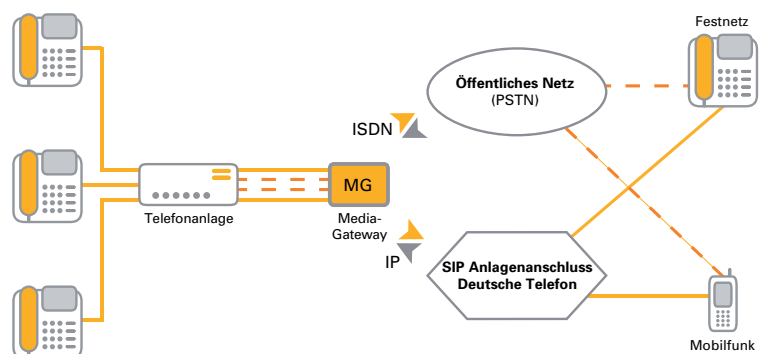 Festnetz
Öffentliches Netz
(PSTN)
ISDN
MG
Telefonanlage
Media-
Gateway
IP
SIP Anlagenanschluss
Deutsche Telefon
Mobilfunk